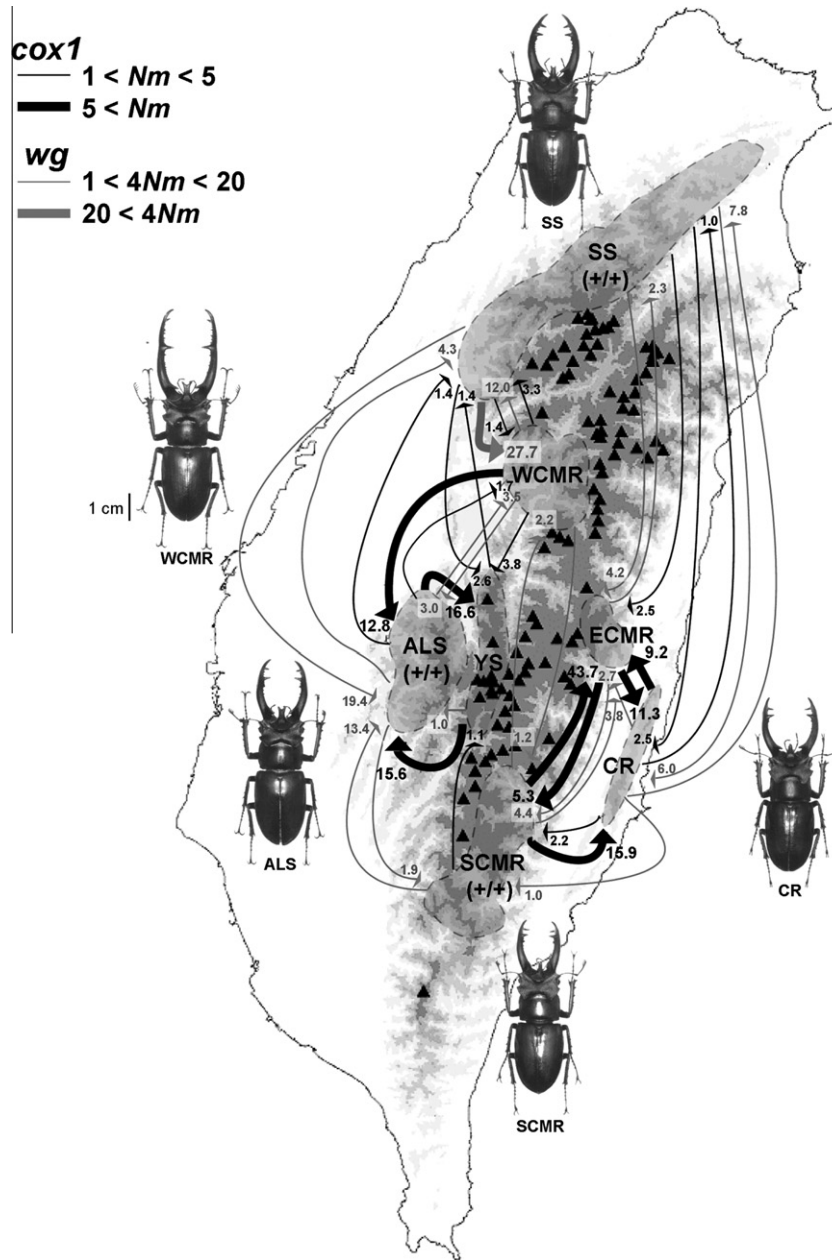 cox1
1 < Nm < 5
5 < Nm
wg
1 < 4Nm < 20
20 < 4Nm
SS
1.0
7.8
SS
(+/+)
2.3
4.3
1.4
1.4
12.0
3.3
1.4
27.7
WCMR
1.7
3.5
1 cm
WCMR
2.2
3.8
2.6
4.2
2.5
3.0
16.6
12.8
ALS
(+/+)
YS
ECMR
9.2
43.7
2.7
11.3
3.8
19.4
13.4
1.0
1.1
1.2
2.5
CR
6.0
15.6
5.3
4.4
2.2
15.9
ALS
SCMR
(+/+)
1.9
1.0
CR
SCMR